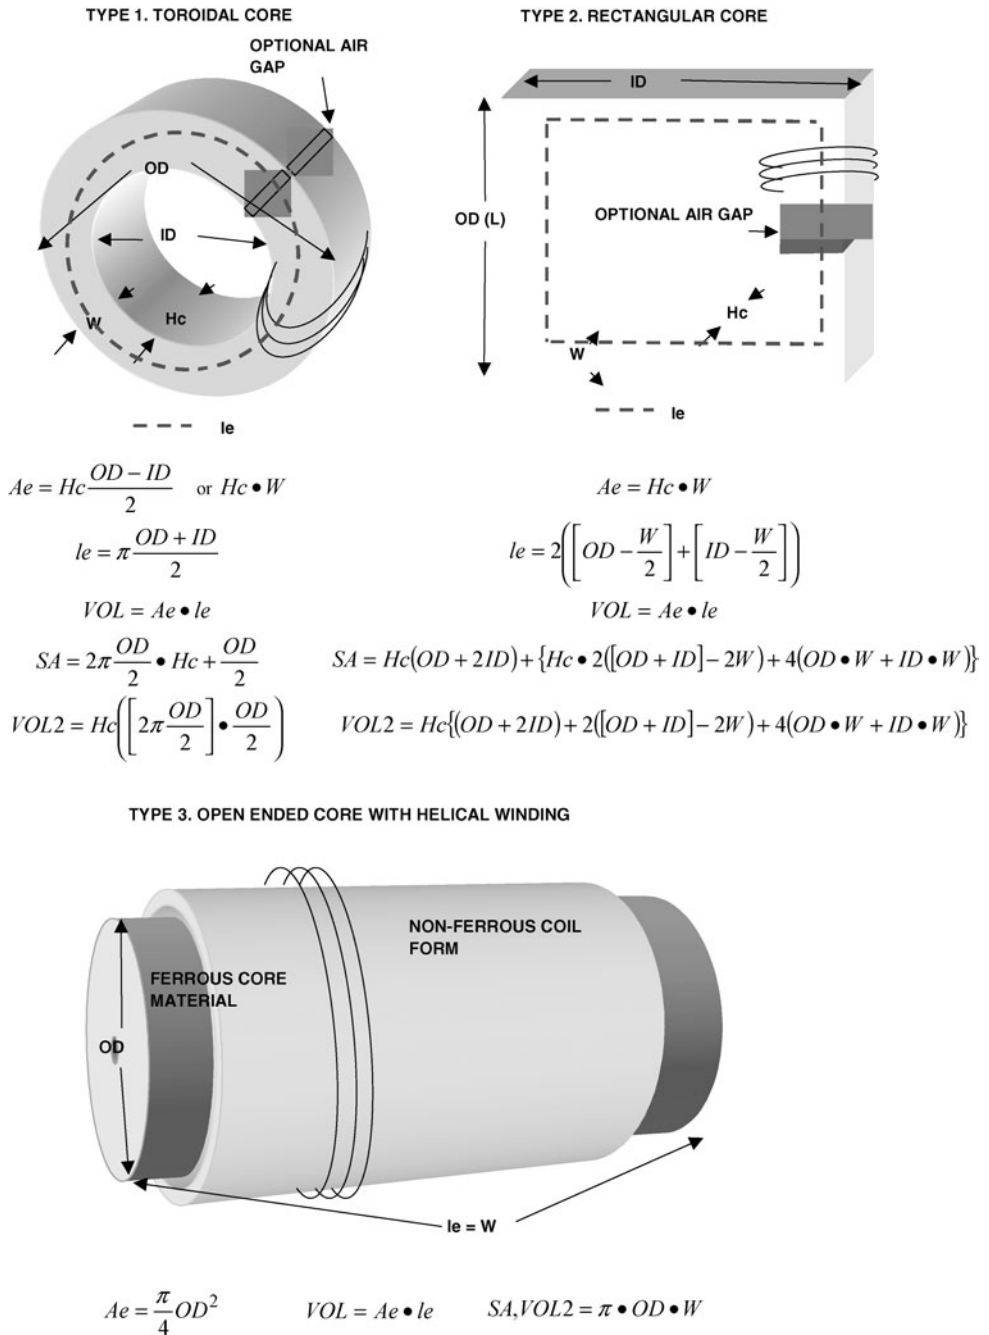 TYPE 1. TOROIDAL CORE
OPTIONAL AIR
GAP
OD
ID
W
Hc
le
Ae = Hc (OD − ID)/2 or Hc • W
le = π (OD + ID)/2
VOL = Ae • le
SA = 2π OD/2 • Hc + OD/2
VOL2 = Hc([2π OD/2] • OD/2)
TYPE 2. RECTANGULAR CORE
ID
OD (L)
OPTIONAL AIR GAP
Hc
W
le
Ae = Hc • W
le = 2([OD − W/2] + [ID − W/2])
VOL = Ae • le
SA = Hc(OD + 2ID) + {Hc • 2([OD + ID] − 2W) + 4(OD • W + ID • W)}
VOL2 = Hc{(OD + 2ID) + 2([OD + ID] − 2W) + 4(OD • W + ID • W)}
TYPE 3. OPEN ENDED CORE WITH HELICAL WINDING
NON-FERROUS COIL
FORM
FERROUS CORE
MATERIAL
OD
le = W
Ae = π/4 OD²
VOL = Ae • le
SA,VOL2 = π • OD • W